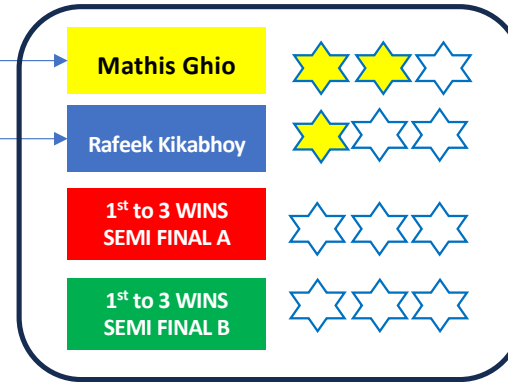 Mathis Ghio
Rafeek Kikabhoy
1st to 3 WINS
SEMI FINAL A
1st to 3 WINS
SEMI FINAL B